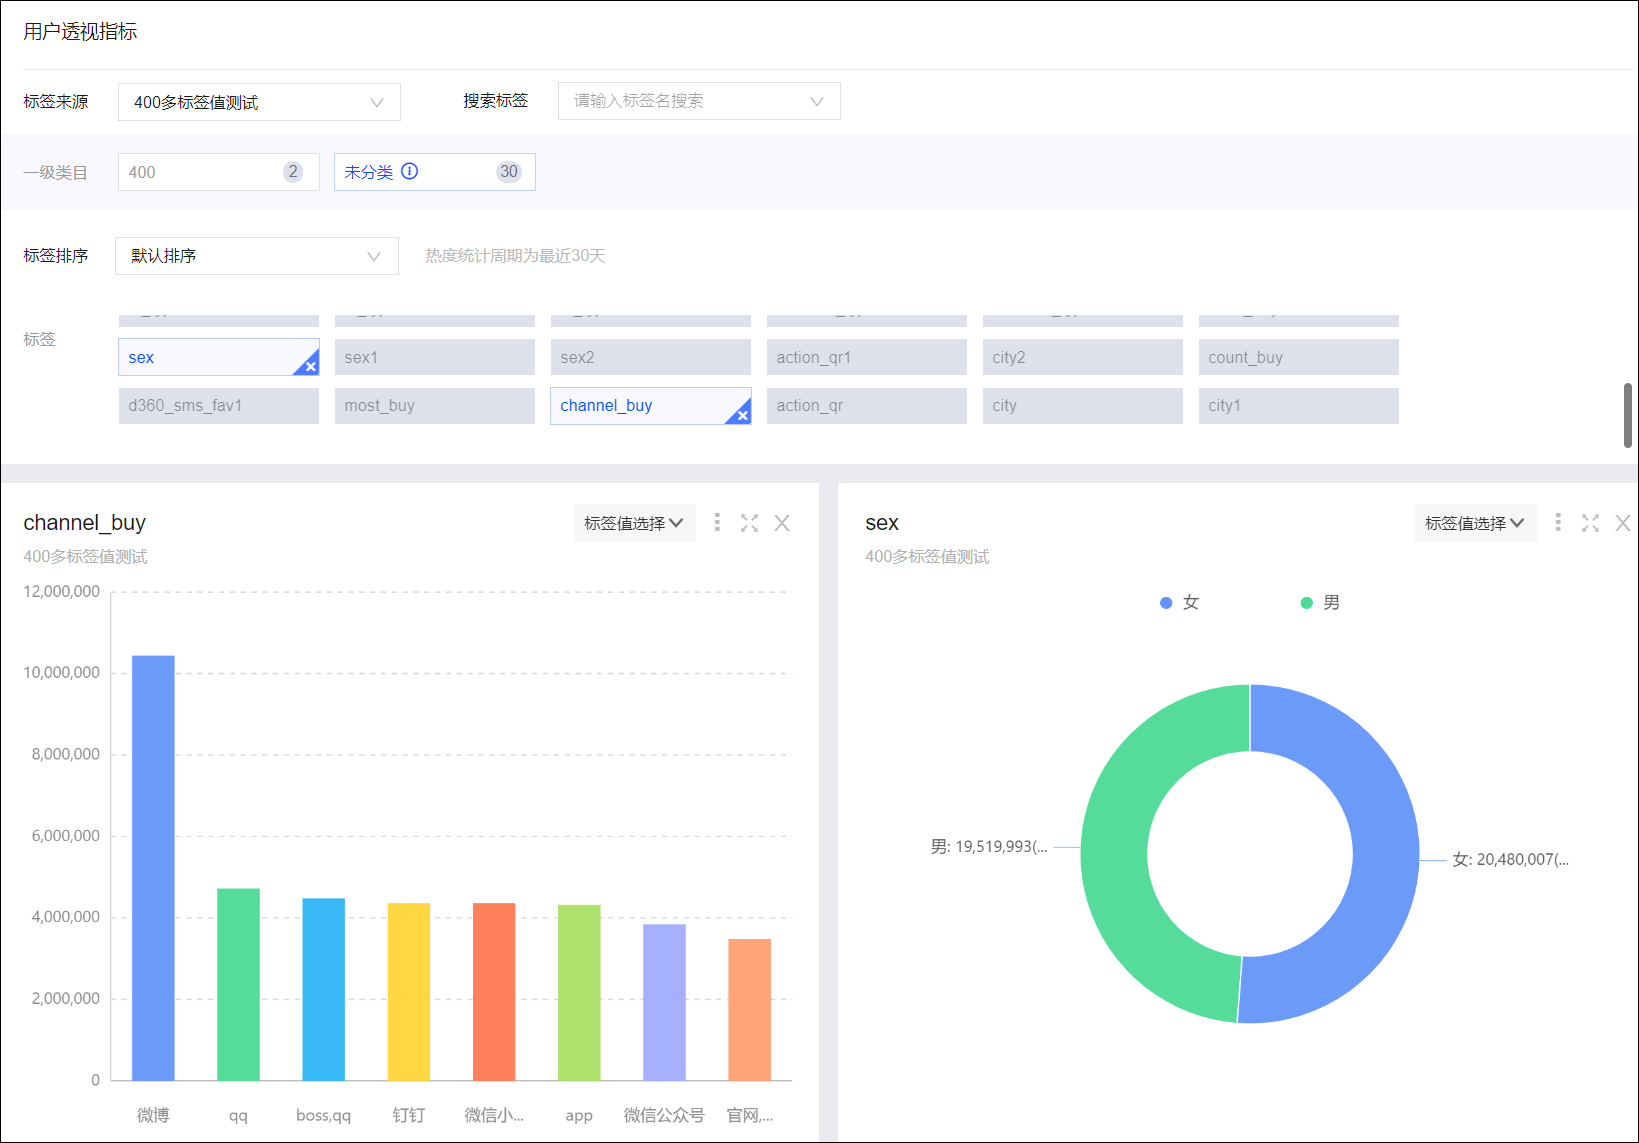 用户透视指标
标签来源 400多标签值测试 搜索标签 请输入标签名搜索
一级类目 400 2 未分类 30
标签排序 默认排序 热度统计周期为最近30天
标签
sex sex1 sex2 action_qr1 city2 count_buy
d360_sms_fav1 most_buy channel_buy action_qr city city1
channel_buy 标签值选择
400多标签值测试
12,000,000
10,000,000
8,000,000
6,000,000
4,000,000
2,000,000
0
微博 qq boss,qq 钉钉 微信小... app 微信公众号 官网,...
sex 标签值选择
400多标签值测试
女 男
男: 19,519,993(...
女: 20,480,007(...